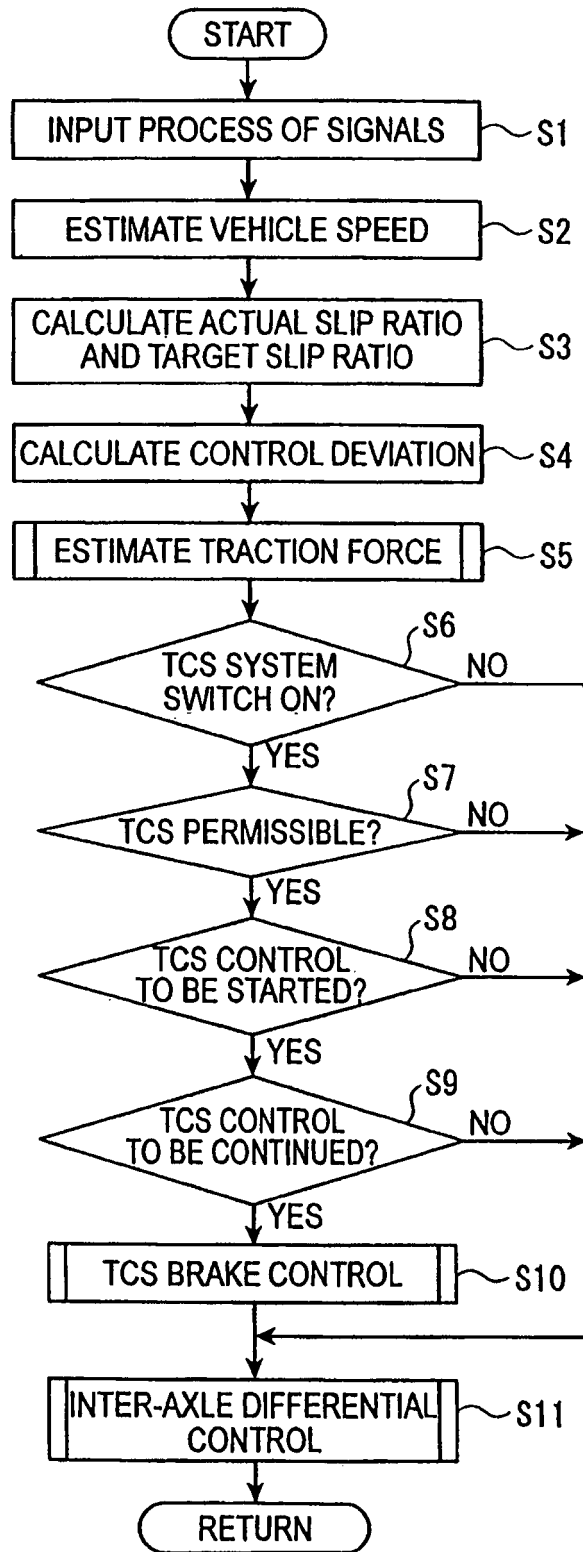 START
INPUT PROCESS OF SIGNALS
S1
ESTIMATE VEHICLE SPEED
S2
CALCULATE ACTUAL SLIP RATIO
AND TARGET SLIP RATIO
S3
CALCULATE CONTROL DEVIATION
S4
ESTIMATE TRACTION FORCE
S5
S6
TCS SYSTEM
SWITCH ON?
NO
YES
S7
TCS PERMISSIBLE?
NO
YES
S8
TCS CONTROL
TO BE STARTED?
NO
YES
S9
TCS CONTROL
TO BE CONTINUED?
NO
YES
TCS BRAKE CONTROL
S10
INTER-AXLE DIFFERENTIAL
CONTROL
S11
RETURN